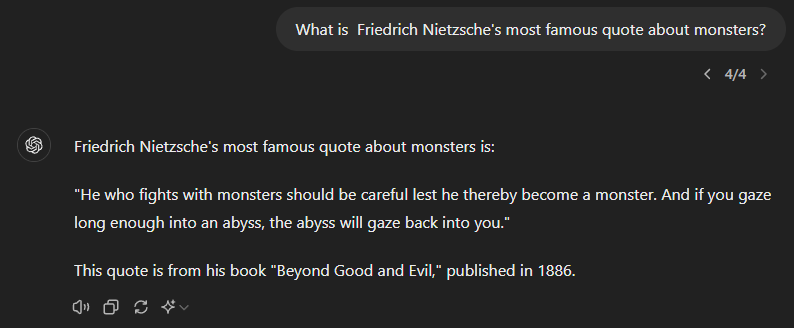 What is  Friedrich Nietzsche's most famous quote about monsters?
4/4
Friedrich Nietzsche's most famous quote about monsters is:
"He who fights with monsters should be careful lest he thereby become a monster. And if you gaze
long enough into an abyss, the abyss will gaze back into you."
This quote is from his book "Beyond Good and Evil," published in 1886.